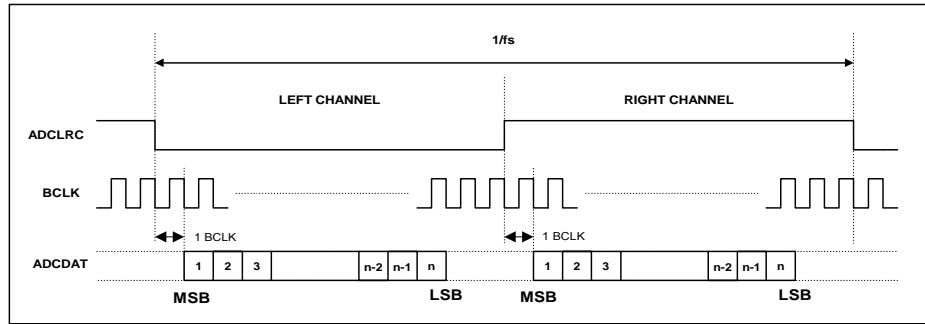 1/fs
LEFT CHANNEL RIGHT CHANNEL
ADCLRC
BCLK
1 BCLK 1 BCLK
ADCDAT 1 2 3 n-2 n-1 n 1 2 3 n-2 n-1 n
MSB LSB MSB LSB